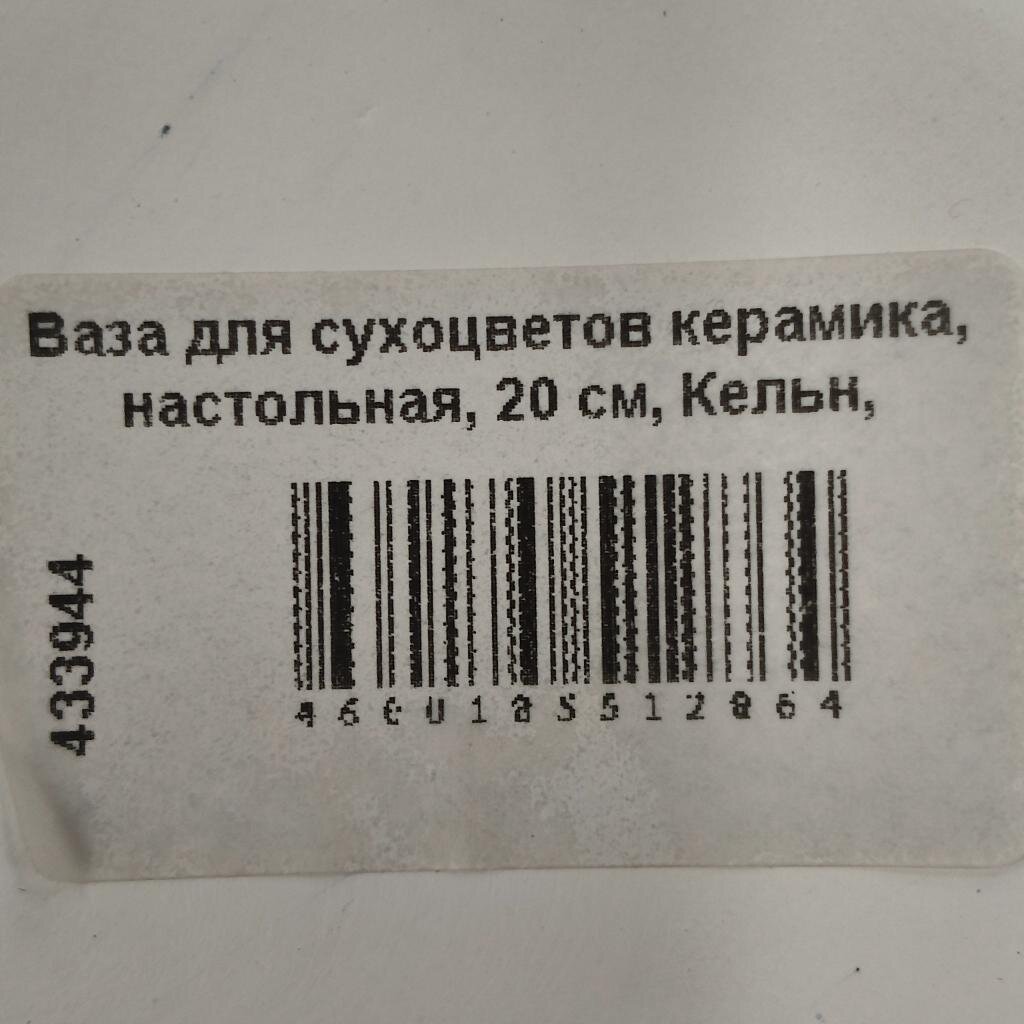 Ваза для сухоцветов керамика,
настольная, 20 см, Кельн,
433944
4660185512864